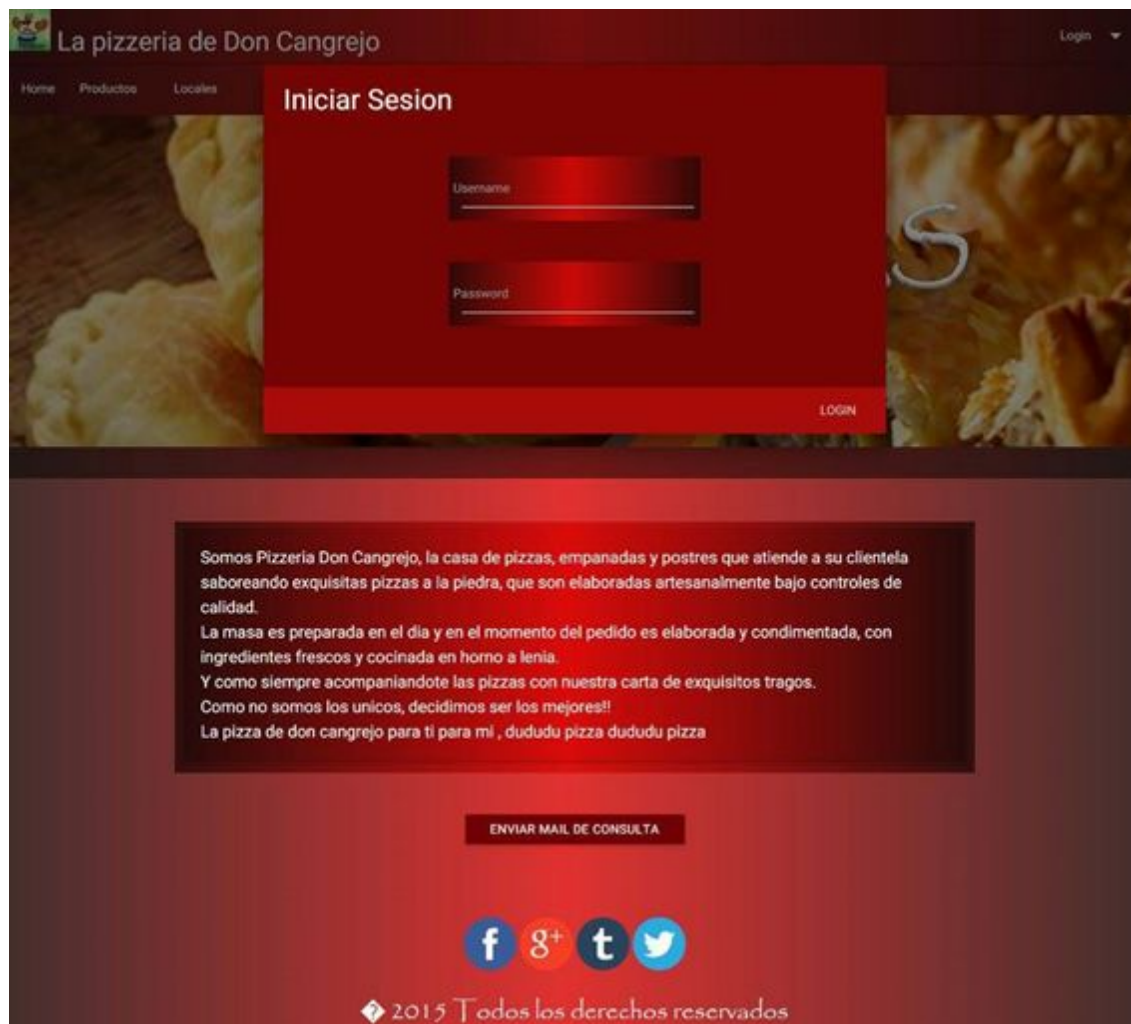 La pizzeria de Don Cangrejo
Login
Home Productos Locales
Iniciar Sesion
Username
Password
LOGIN
Somos Pizzeria Don Cangrejo, la casa de pizzas, empanadas y postres que atiende a su clientela
saboreando exquisitas pizzas a la piedra, que son elaboradas artesanalmente bajo controles de
calidad.
La masa es preparada en el dia y en el momento del pedido es elaborada y condimentada, con
ingredientes frescos y cocinada en horno a lenia.
Y como siempre acompaniandote las pizzas con nuestra carta de exquisitos tragos.
Como no somos los unicos, decidimos ser los mejores!!
La pizza de don cangrejo para ti para mi , dududu pizza dududu pizza
ENVIAR MAIL DE CONSULTA
f g+ t
� 2015 Todos los derechos reservados